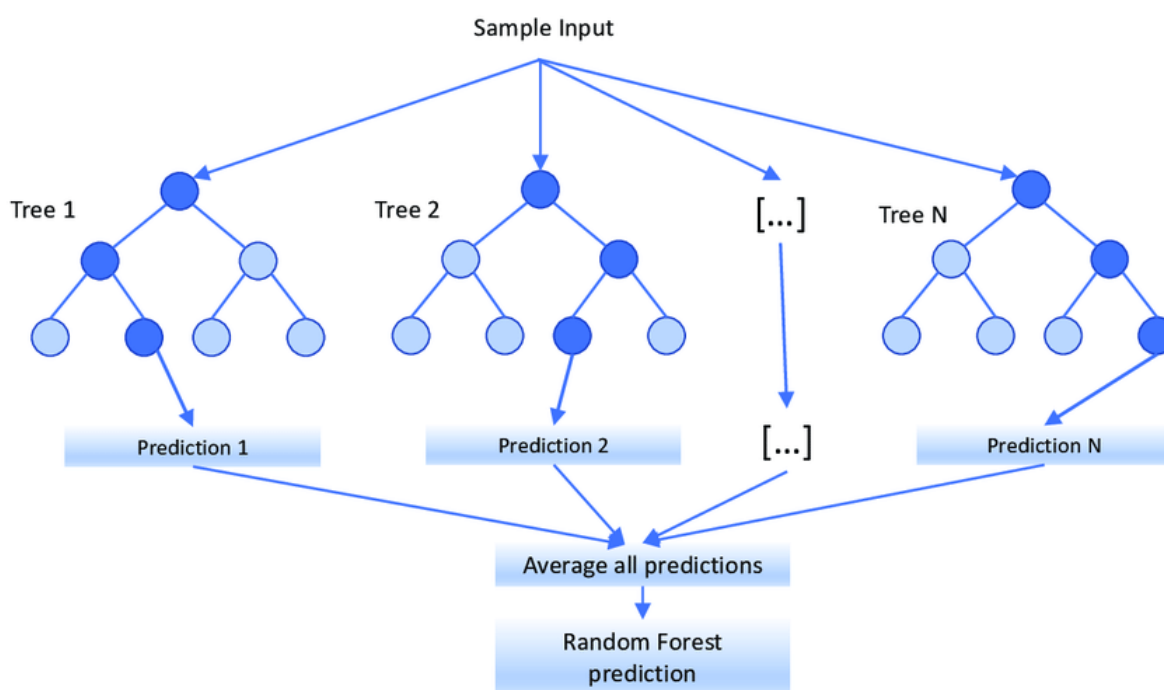 Sample Input
Tree 1
Tree 2
[...]
Tree N
Prediction 1
Prediction 2
[...]
Prediction N
Average all predictions
Random Forest
prediction